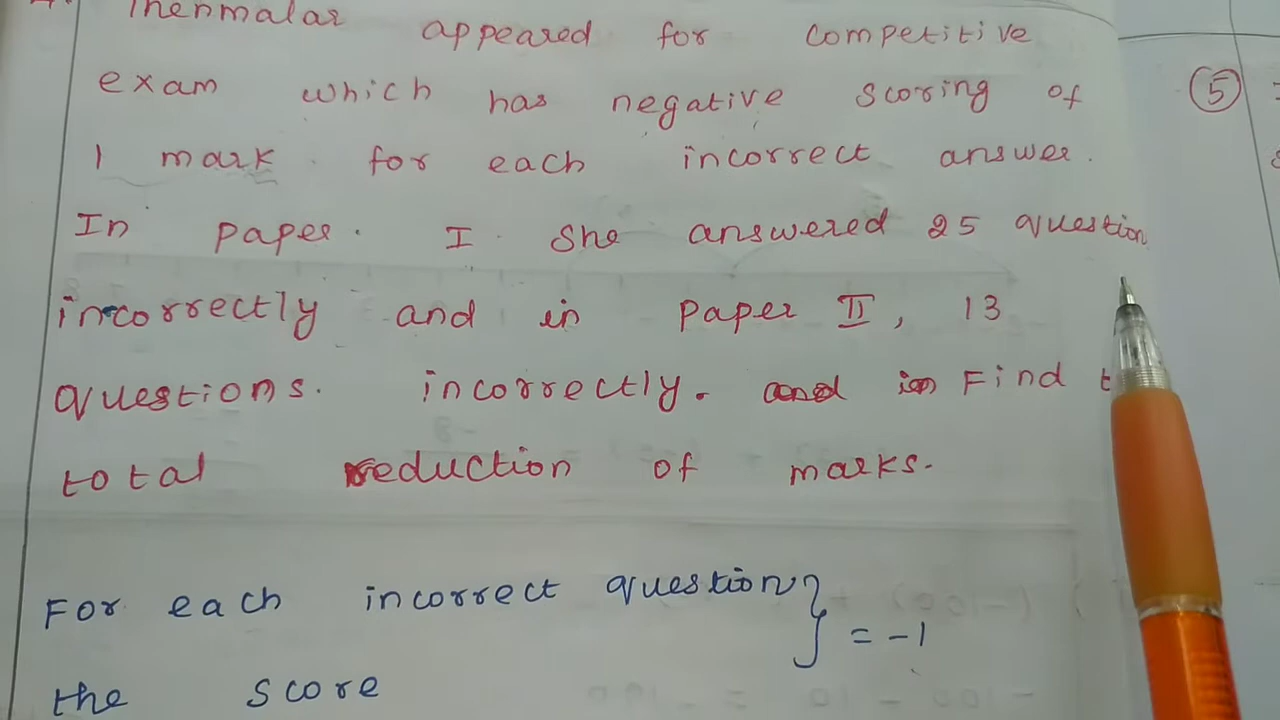 Thenmalar appeared for competitive
exam which has negative scoring of
1 mark for each incorrect answer.
In paper. I she answered 25 question
incorrectly and in paper II, 13
questions. incorrectly. Find
total reduction of marks.
For each incorrect question } = -1
the score
5